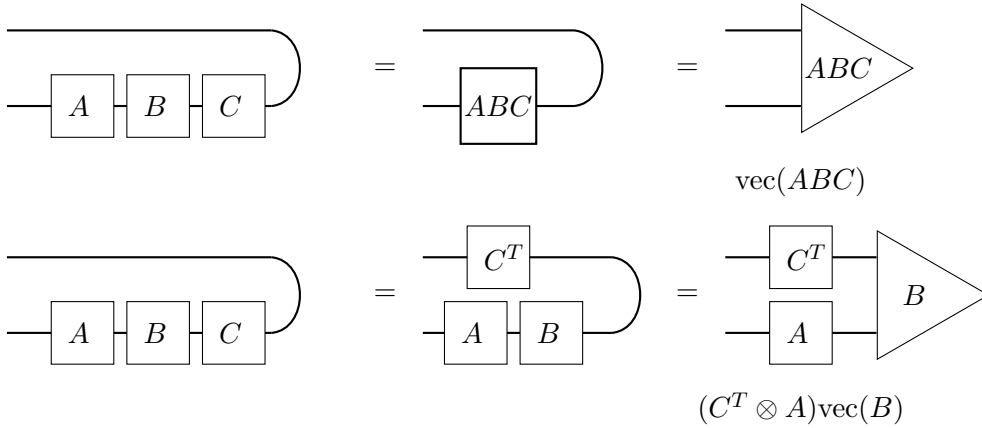 A B C = ABC = ABC
vec(ABC)
A B C = C^T A B = C^T A B
(C^T ⊗ A)vec(B)